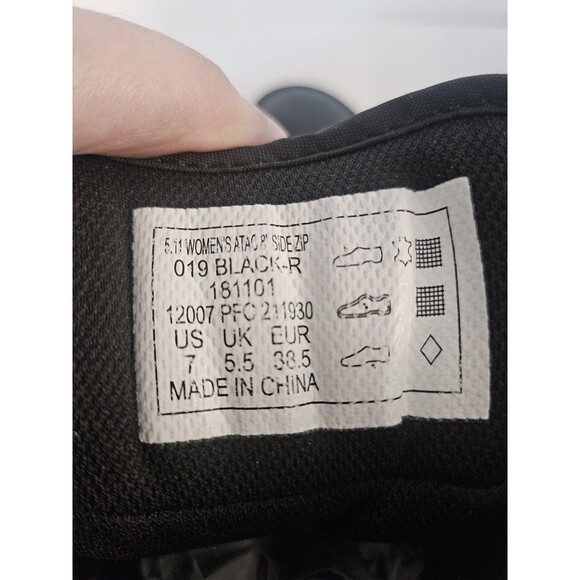 5.11 WOMEN'S ATAC 8" SIDE ZIP
019 BLACK-R
181101
12007 PFO 211930
US UK EUR
7 5.5 38.5
MADE IN CHINA